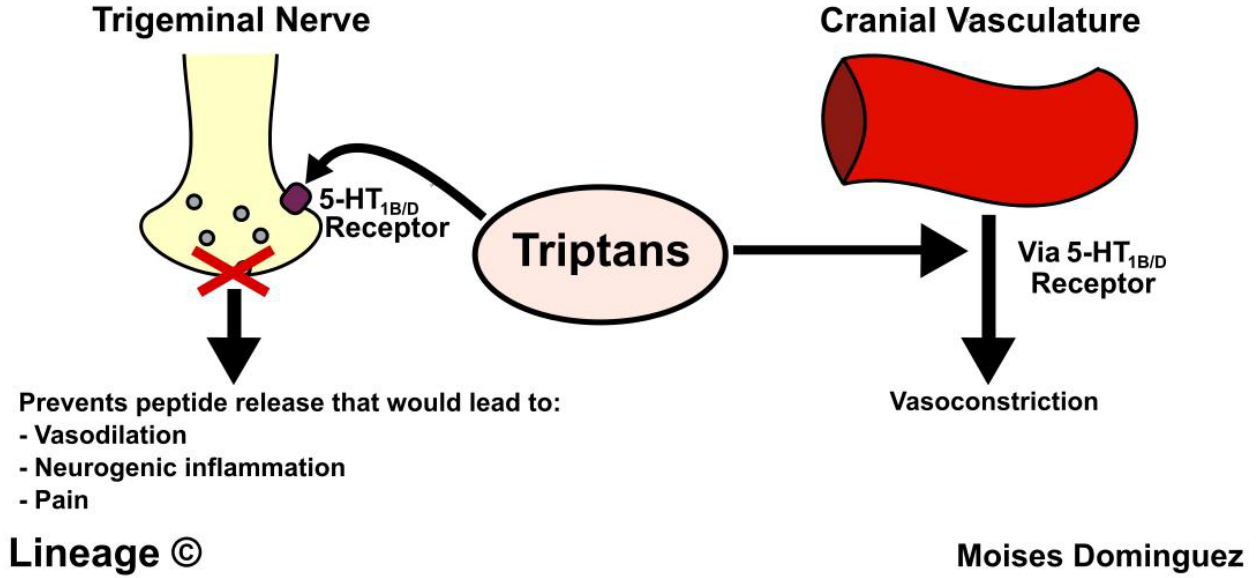 Trigeminal Nerve
Cranial Vasculature
5-HT1B/D
Receptor
Triptans
Via 5-HT1B/D
Receptor
Prevents peptide release that would lead to:
- Vasodilation
- Neurogenic inflammation
- Pain
Vasoconstriction
Lineage ©
Moises Dominguez